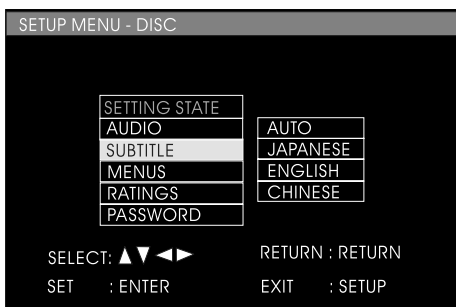 SETUP MENU - DISC
SETTING STATE
AUDIO
SUBTITLE
MENUS
RATINGS
PASSWORD
AUTO
JAPANESE
ENGLISH
CHINESE
SELECT: ▲▼◄► RETURN : RETURN
SET : ENTER EXIT : SETUP